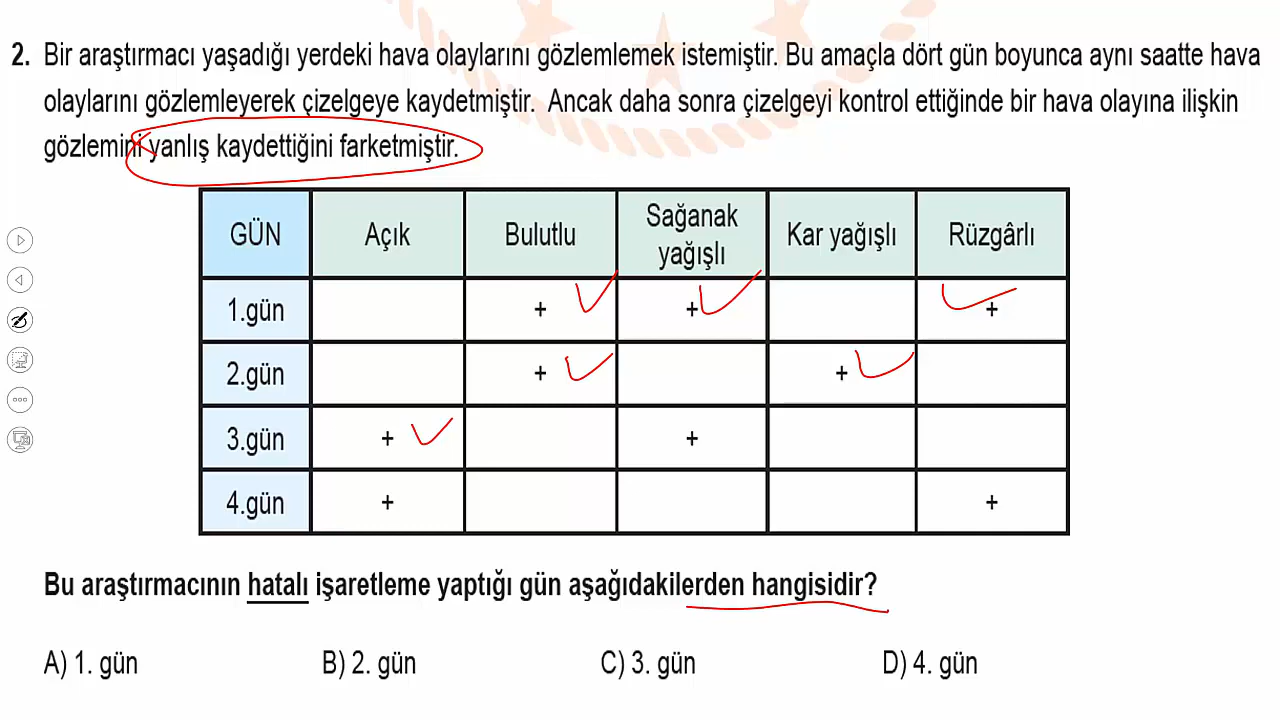 2. Bir araştırmacı yaşadığı yerdeki hava olaylarını gözlemlemek istemiştir. Bu amaçla dört gün boyunca aynı saatte hava
olaylarını gözlemleyerek çizelgeye kaydetmiştir. Ancak daha sonra çizelgeyi kontrol ettiğinde bir hava olayına ilişkin
gözlemini yanlış kaydettiğini farketmiştir.
GÜN Açık Bulutlu Sağanak yağışlı Kar yağışlı Rüzgârlı
1.gün + + +
2.gün + +
3.gün + +
4.gün + +
Bu araştırmacının hatalı işaretleme yaptığı gün aşağıdakilerden hangisidir?
A) 1. gün B) 2. gün C) 3. gün D) 4. gün